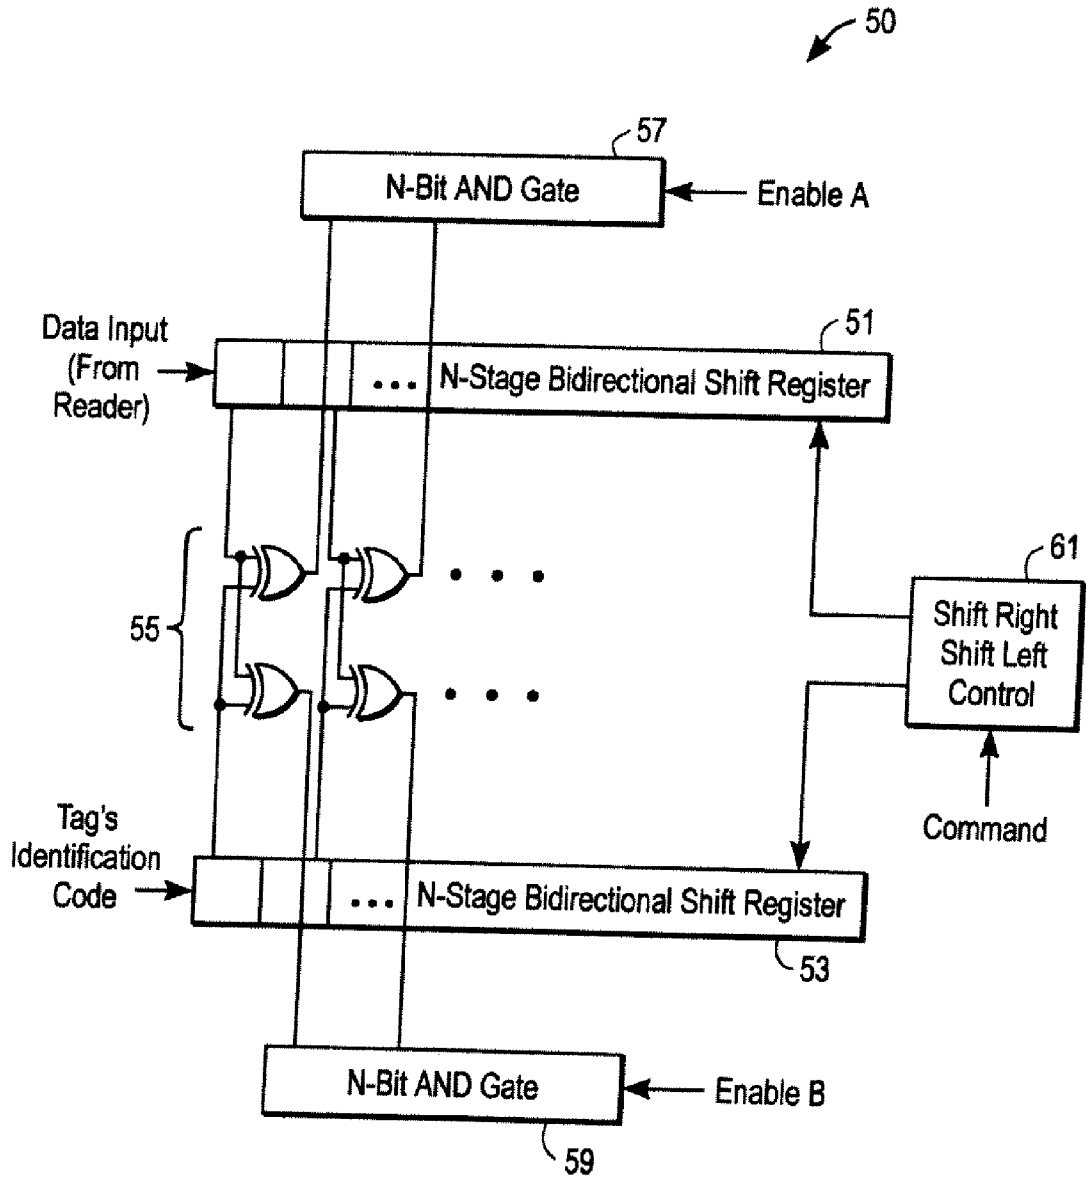 50
57
N-Bit AND Gate
Enable A
Data Input
(From
Reader)
51
... N-Stage Bidirectional Shift Register
55
61
Shift Right
Shift Left
Control
Command
Tag's
Identification
Code
... N-Stage Bidirectional Shift Register
53
N-Bit AND Gate
Enable B
59